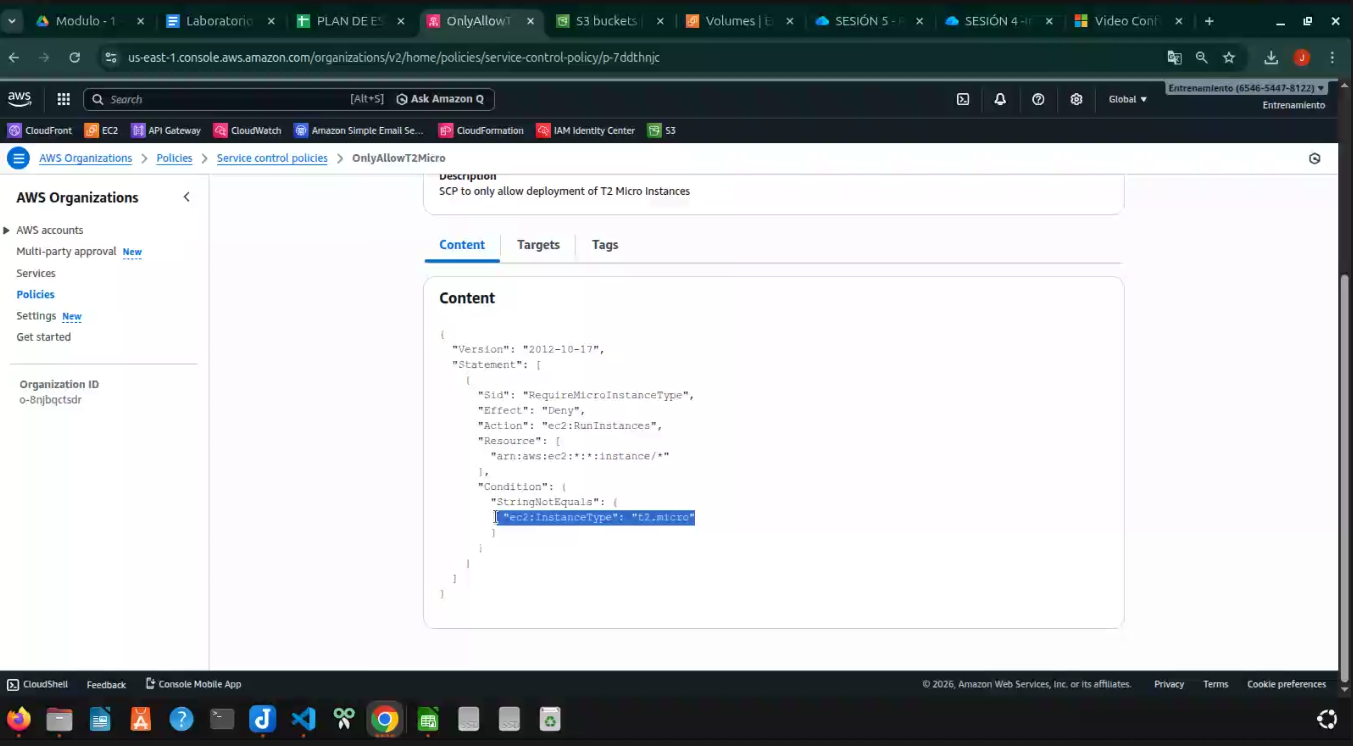 Modulo - 1
Laboratorio
PLAN DE ES
OnlyAllowT
S3 buckets
Volumes | E
SESIÓN 5 -
SESIÓN 4 -I
Video Conf
us-east-1.console.aws.amazon.com/organizations/v2/home/policies/service-control-policy/p-7ddthnjc
aws
Search
[Alt+S]
Ask Amazon Q
Global
Entrenamiento (6546-5447-8122)
Entrenamiento
CloudFront
EC2
API Gateway
CloudWatch
Amazon Simple Email Se...
CloudFormation
IAM Identity Center
S3
AWS Organizations
Policies
Service control policies
OnlyAllowT2Micro
AWS Organizations
AWS accounts
Multi-party approval New
Services
Policies
Settings New
Get started
Organization ID
o-8njbqctsdr
Description
SCP to only allow deployment of T2 Micro Instances
Content
Targets
Tags
Content
{
"Version": "2012-10-17",
"Statement": [
{
"Sid": "RequireMicroInstanceType",
"Effect": "Deny",
"Action": "ec2:RunInstances",
"Resource": [
"arn:aws:ec2:*:*:instance/*"
],
"Condition": {
"StringNotEquals": {
"ec2:InstanceType": "t2.micro"
}
}
}
]
}
CloudShell
Feedback
Console Mobile App
© 2026, Amazon Web Services, Inc. or its affiliates.
Privacy
Terms
Cookie preferences